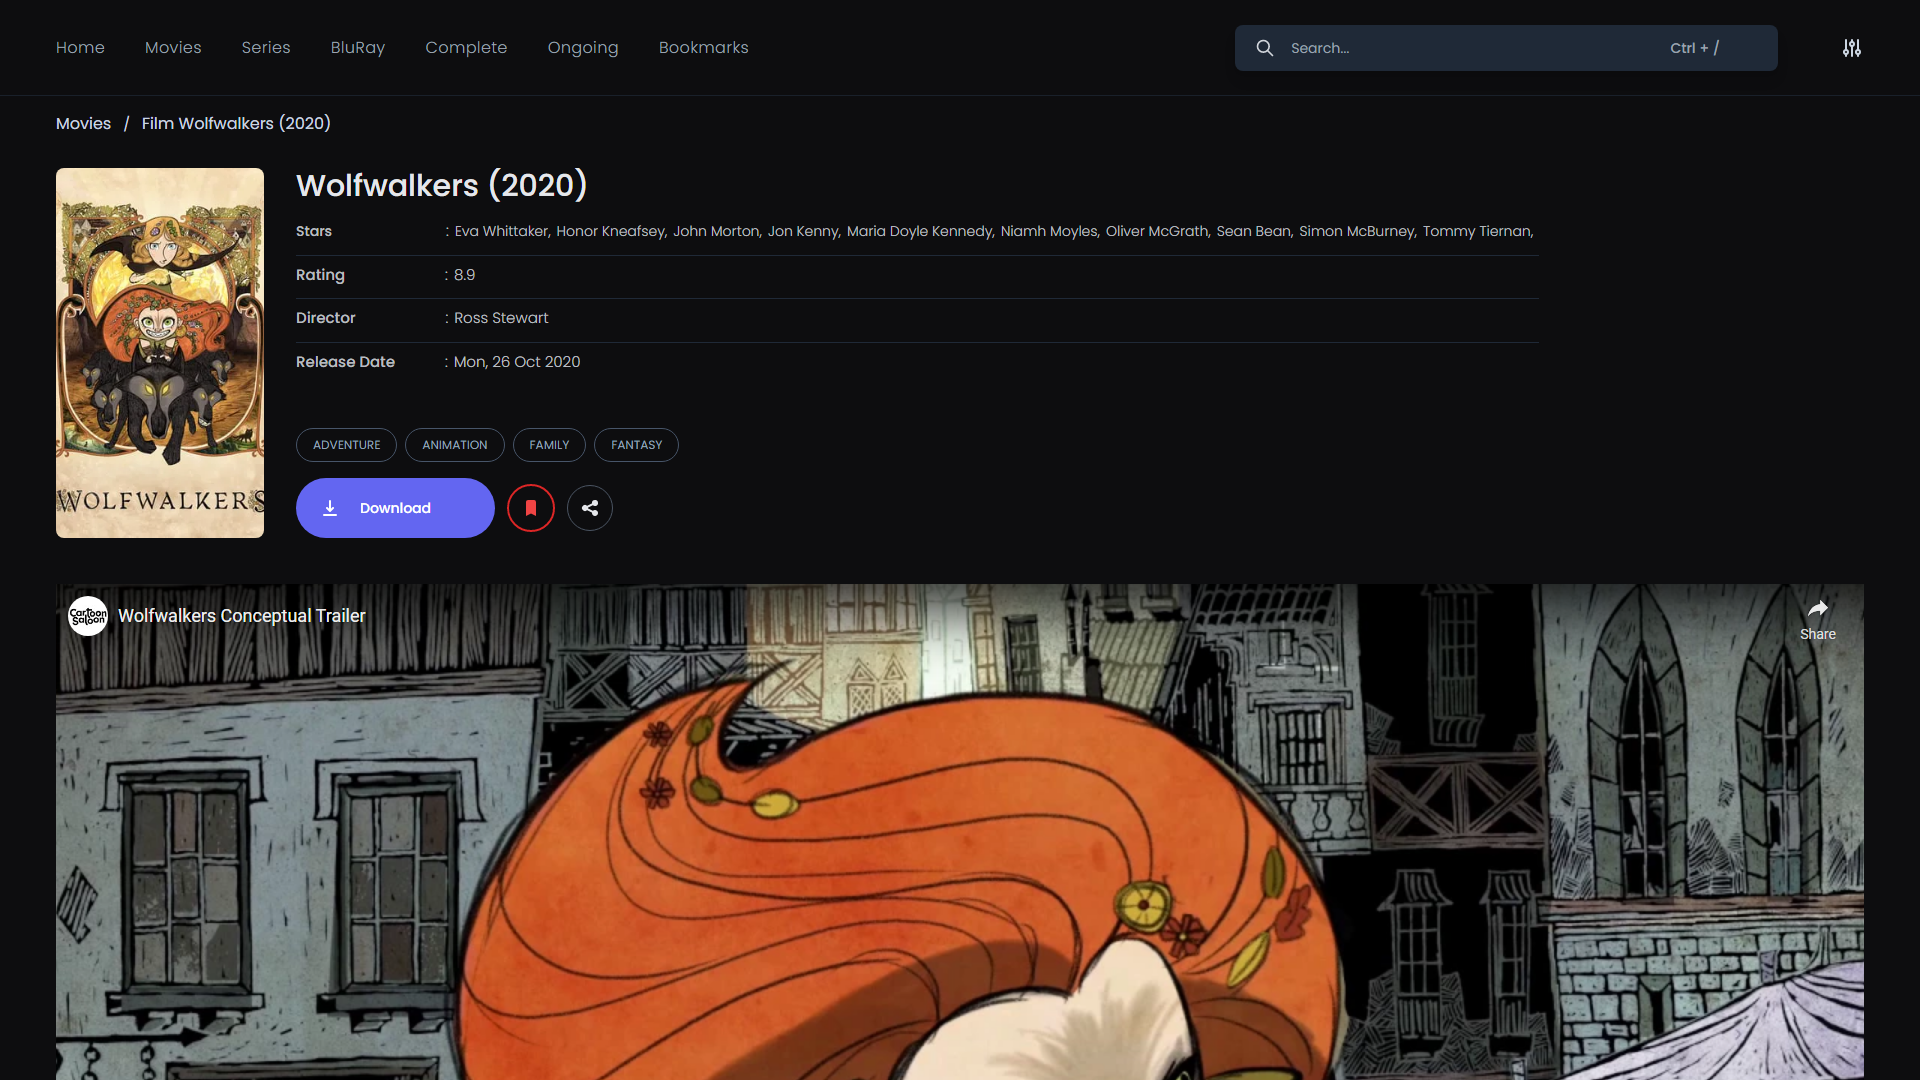 Home Movies Series BluRay Complete Ongoing Bookmarks
Search... Ctrl + /
Movies / Film Wolfwalkers (2020)
WOLFWALKERS
Wolfwalkers (2020)
Stars : Eva Whittaker, Honor Kneafsey, John Morton, Jon Kenny, Maria Doyle Kennedy, Niamh Moyles, Oliver McGrath, Sean Bean, Simon McBurney, Tommy Tiernan,
Rating : 8.9
Director : Ross Stewart
Release Date : Mon, 26 Oct 2020
ADVENTURE ANIMATION FAMILY FANTASY
Download
Cartoon
Saloon
Wolfwalkers Conceptual Trailer
Share